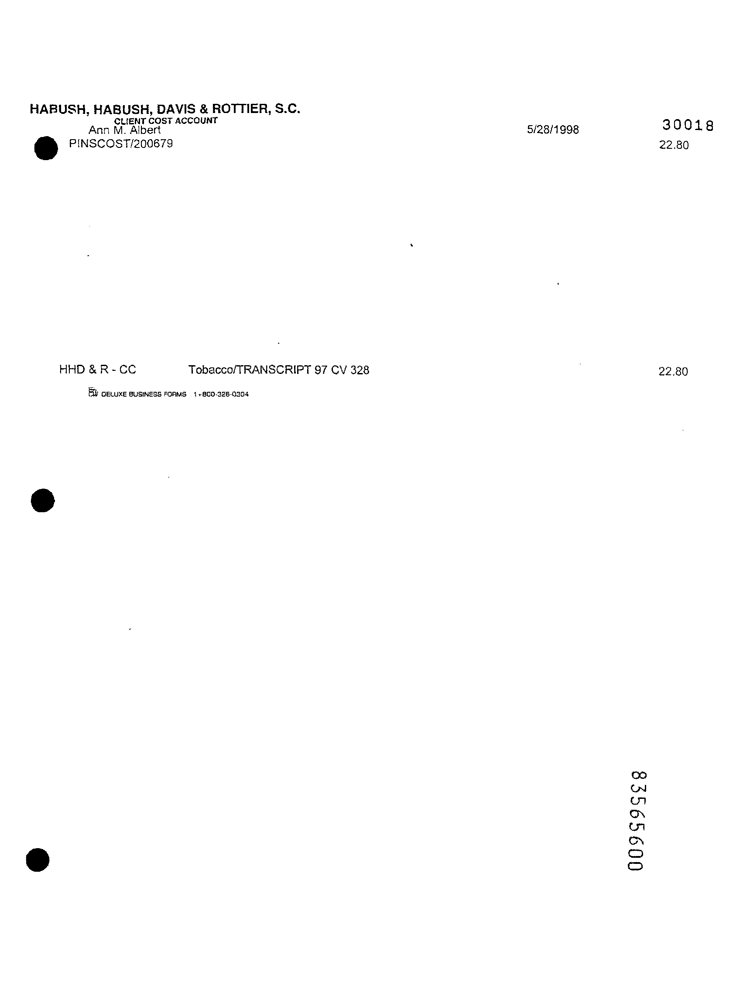 HABUSH, HABUSH, DAVIS & ROTTIER, S.C.
CLIENT COST ACCOUNT
Ann M. Albert 5/28/1998 30018
PINSCOST/200679 22.80
HHD & R - CC Tobacco/TRANSCRIPT 97 CV 328 22.80
DELUXE BUSINESS FORMS 1+800-328-0304
83565600